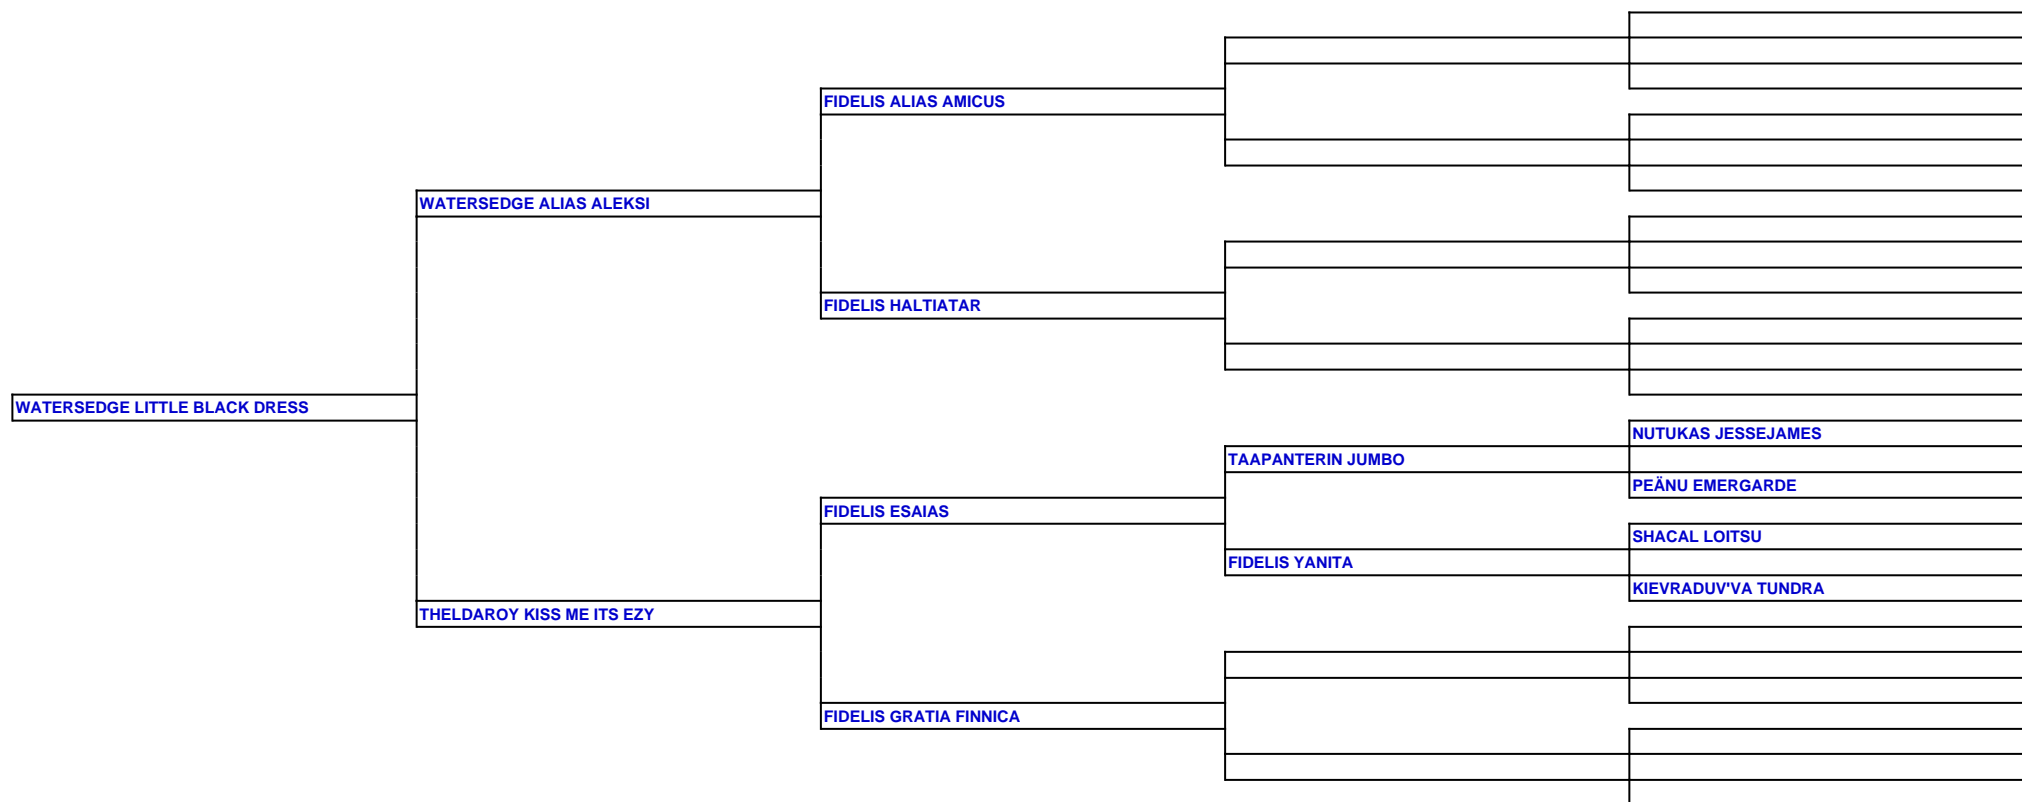 FIDELIS ALIAS AMICUS
WATERSEDGE ALIAS ALEKSI
FIDELIS HALTIATAR
WATERSEDGE LITTLE BLACK DRESS
NUTUKAS JESSEJAMES
TAAPANTERIN JUMBO
PEÄNU EMERGARDE
FIDELIS ESAIAS
SHACAL LOITSU
FIDELIS YANITA
KIEVRADUV'VA TUNDRA
THELDAROY KISS ME ITS EZY
FIDELIS GRATIA FINNICA